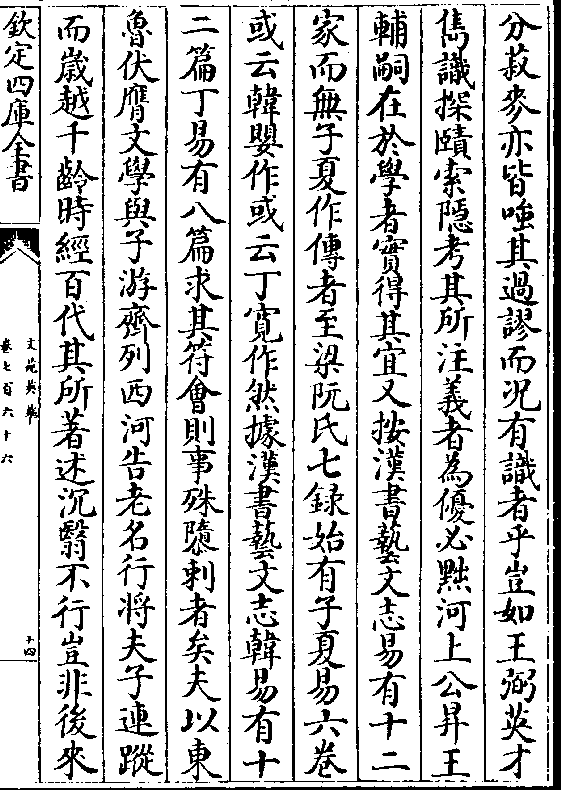 分菽麥亦皆嗤其過謬而况有識者乎豈如王弼英才
儁識探賾索隠考其所注義者為優必黜河上公昇王
輔嗣在於學者實得其宜又按漢書藝文志易有十二
家而無子夏作傳者至梁阮氏七録始有子夏易六卷
或云韓嬰作或云丁寛作然據漢書藝文志韓易有十
二篇丁易有八篇求其符會則事殊隳剌者矣夫以東
魯伏膺文學與子游齊列西河告老名行将夫子連蹤
而歳越千齡時經百代其所著述沉翳不行豈非後來
欽定四庫全書
文苑英華
卷七百六十六
十四